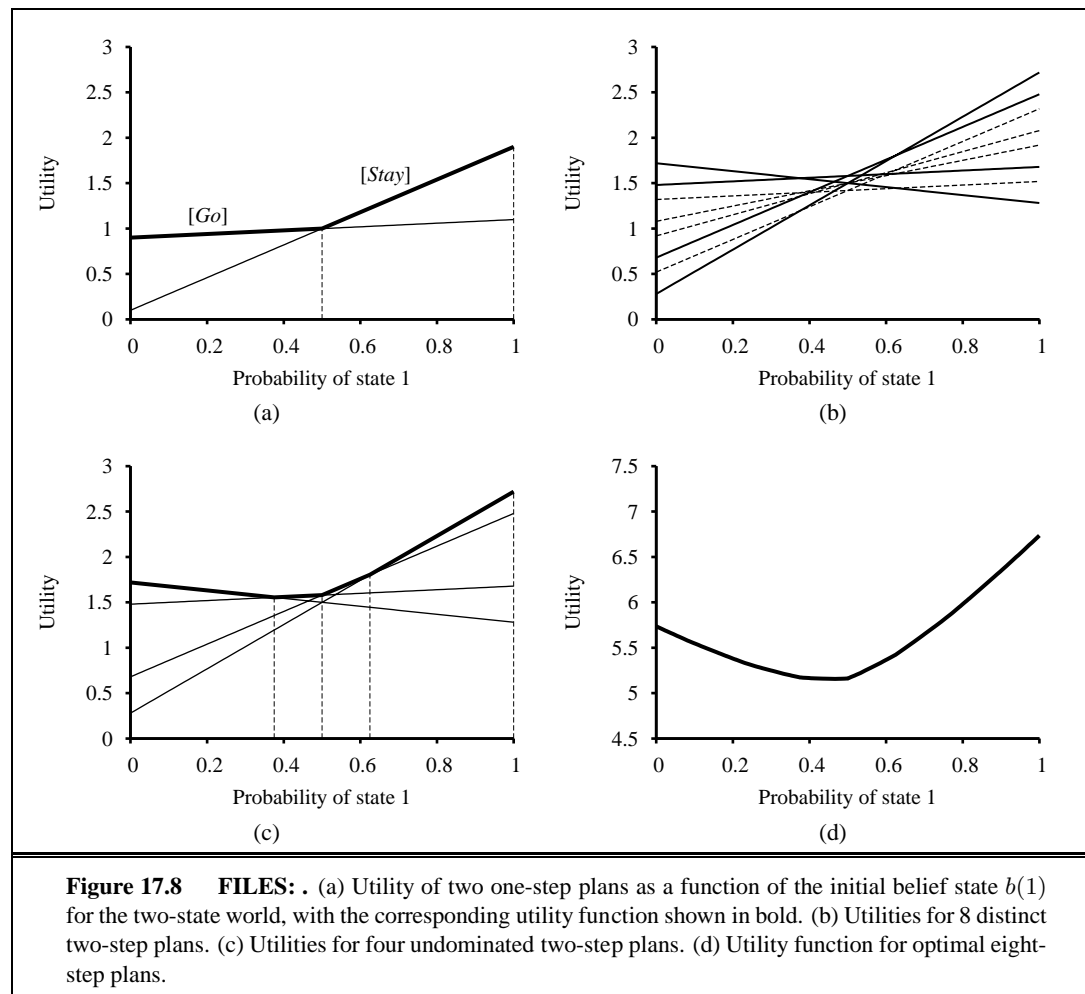 3
2.5
2
1.5
1
0.5
0
Utility
[Go]
[Stay]
0 0.2 0.4 0.6 0.8 1
Probability of state 1
(a)
3
2.5
2
1.5
1
0.5
0
Utility
0 0.2 0.4 0.6 0.8 1
Probability of state 1
(b)
3
2.5
2
1.5
1
0.5
0
Utility
0 0.2 0.4 0.6 0.8 1
Probability of state 1
(c)
7.5
7
6.5
6
5.5
5
4.5
Utility
0 0.2 0.4 0.6 0.8 1
Probability of state 1
(d)
Figure 17.8 FILES: . (a) Utility of two one-step plans as a function of the initial belief state b(1)
for the two-state world, with the corresponding utility function shown in bold. (b) Utilities for 8 distinct
two-step plans. (c) Utilities for four undominated two-step plans. (d) Utility function for optimal eight-
step plans.